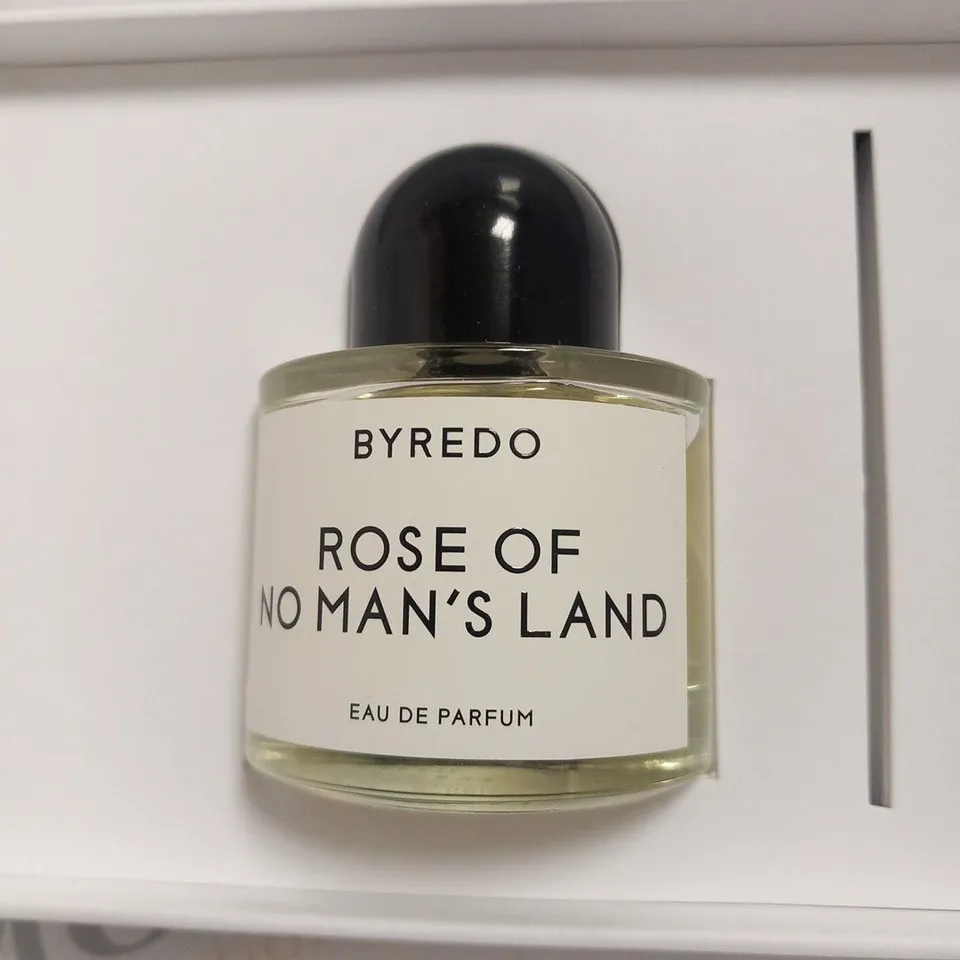 BYREDO
ROSE OF
NO MAN'S LAND
EAU DE PARFUM